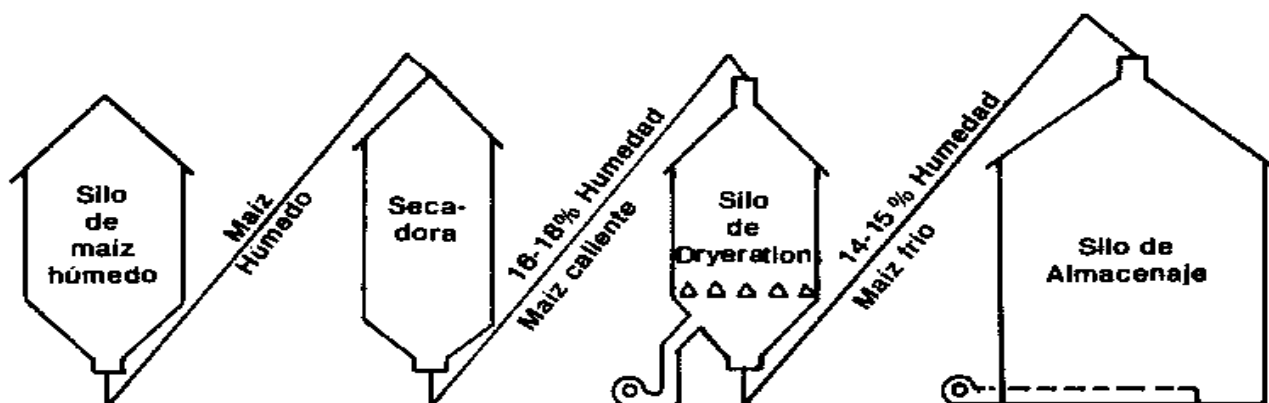 Silo
de
maíz
húmedo
Maíz
Húmedo
Seca-
dora
16-18% Humedad
Maíz caliente
Silo
de
Dryeration
14-15 % Humedad
Maíz frío
Silo de
Almacenaje